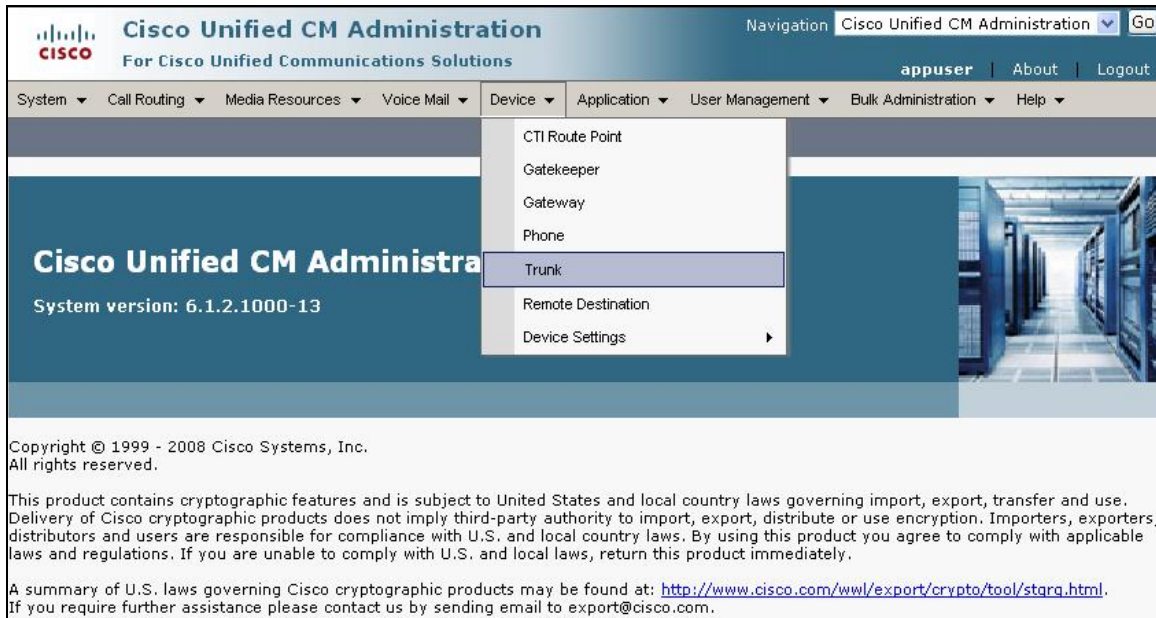 cisco
Cisco Unified CM Administration
For Cisco Unified Communications Solutions
Navigation Cisco Unified CM Administration Go
appuser | About | Logout
System Call Routing Media Resources Voice Mail Device Application User Management Bulk Administration Help
CTI Route Point
Gatekeeper
Gateway
Phone
Trunk
Remote Destination
Device Settings
Cisco Unified CM Administra
System version: 6.1.2.1000-13
Copyright © 1999 - 2008 Cisco Systems, Inc.
All rights reserved.
This product contains cryptographic features and is subject to United States and local country laws governing import, export, transfer and use.
Delivery of Cisco cryptographic products does not imply third-party authority to import, export, distribute or use encryption. Importers, exporters,
distributors and users are responsible for compliance with U.S. and local country laws. By using this product you agree to comply with applicable
laws and regulations. If you are unable to comply with U.S. and local laws, return this product immediately.
A summary of U.S. laws governing Cisco cryptographic products may be found at: http://www.cisco.com/wwl/export/crypto/tool/stqrg.html.
If you require further assistance please contact us by sending email to export@cisco.com.